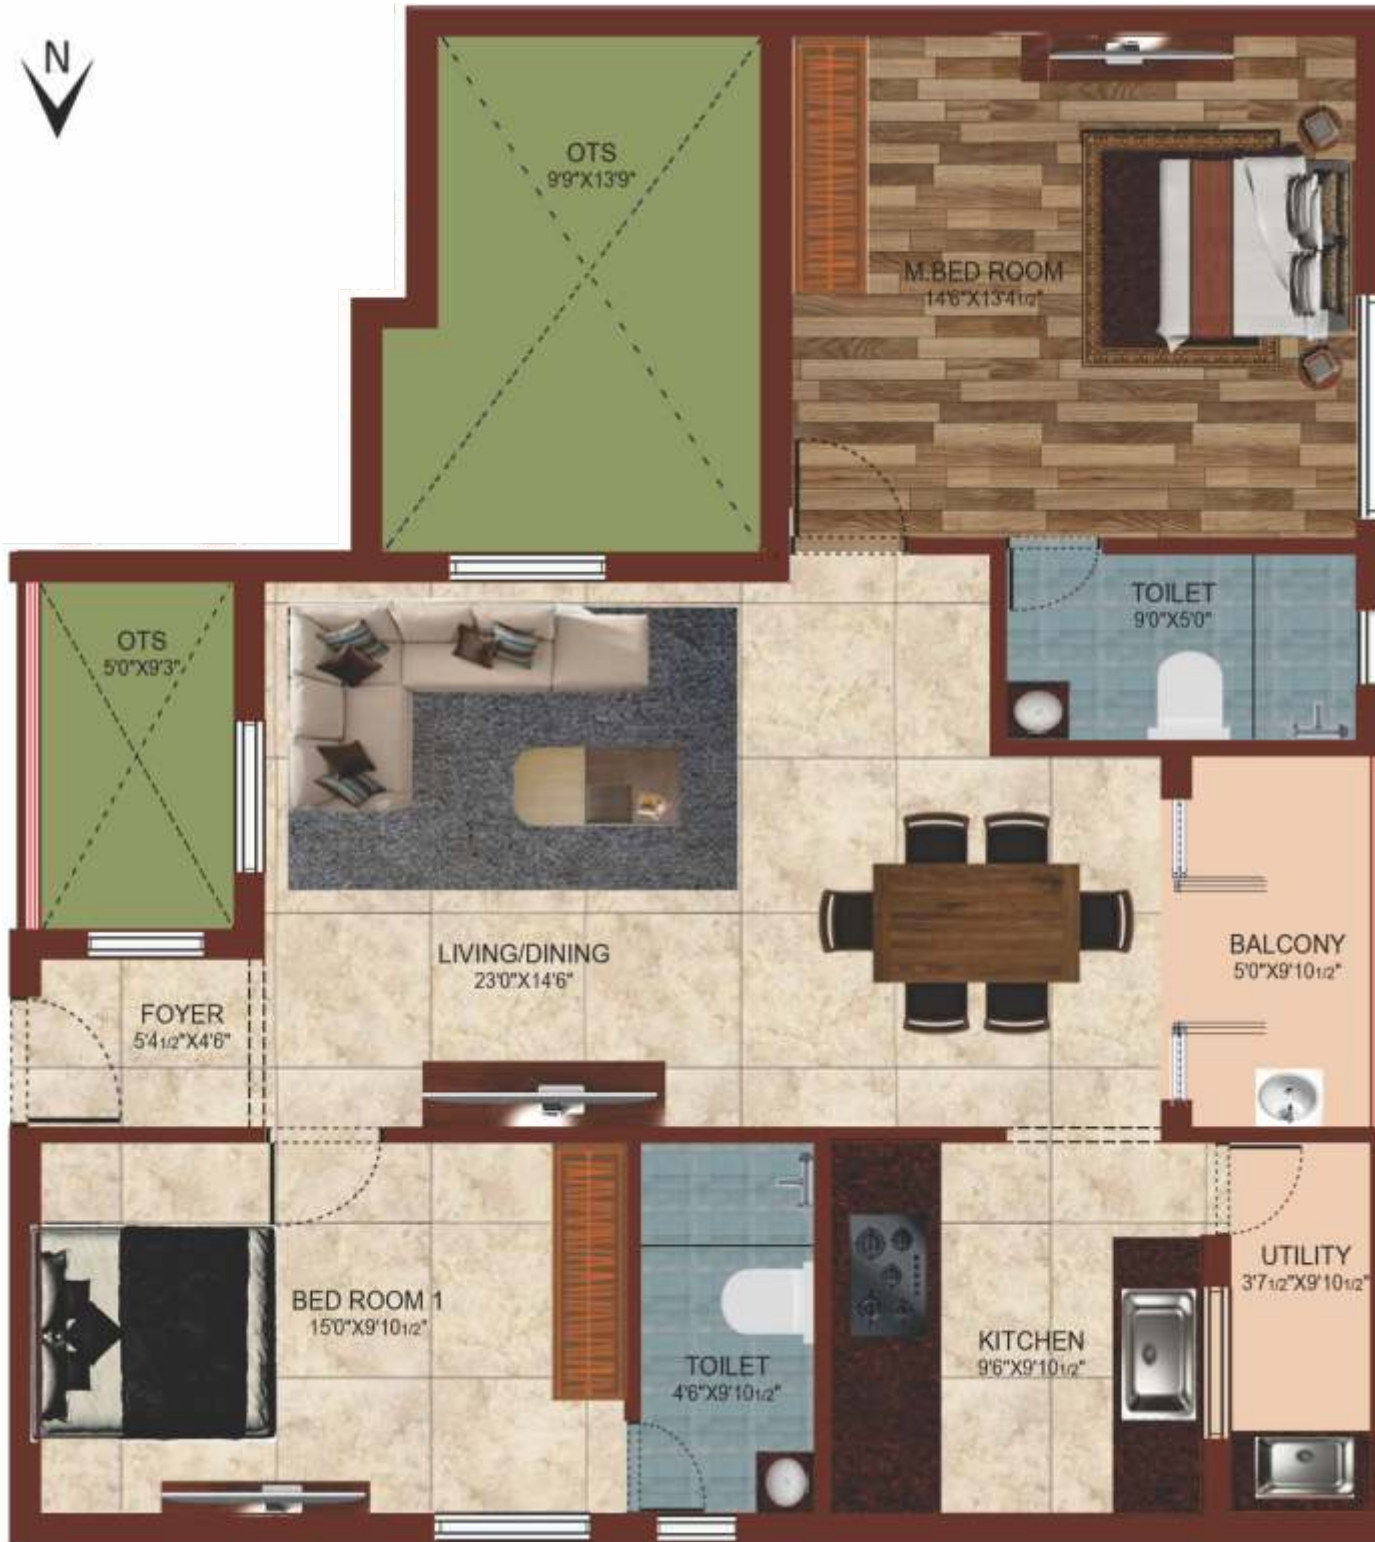 N
OTS
9'9"X13'9"
M.BED ROOM
14'6"X13'41/2"
TOILET
9'0"X5'0"
OTS
5'0"X9'3"
LIVING/DINING
23'0"X14'6"
BALCONY
5'0"X9'101/2"
FOYER
5'41/2"X4'6"
BED ROOM 1
15'0"X9'101/2"
TOILET
4'6"X9'101/2"
KITCHEN
9'6"X9'101/2"
UTILITY
3'71/2"X9'101/2"